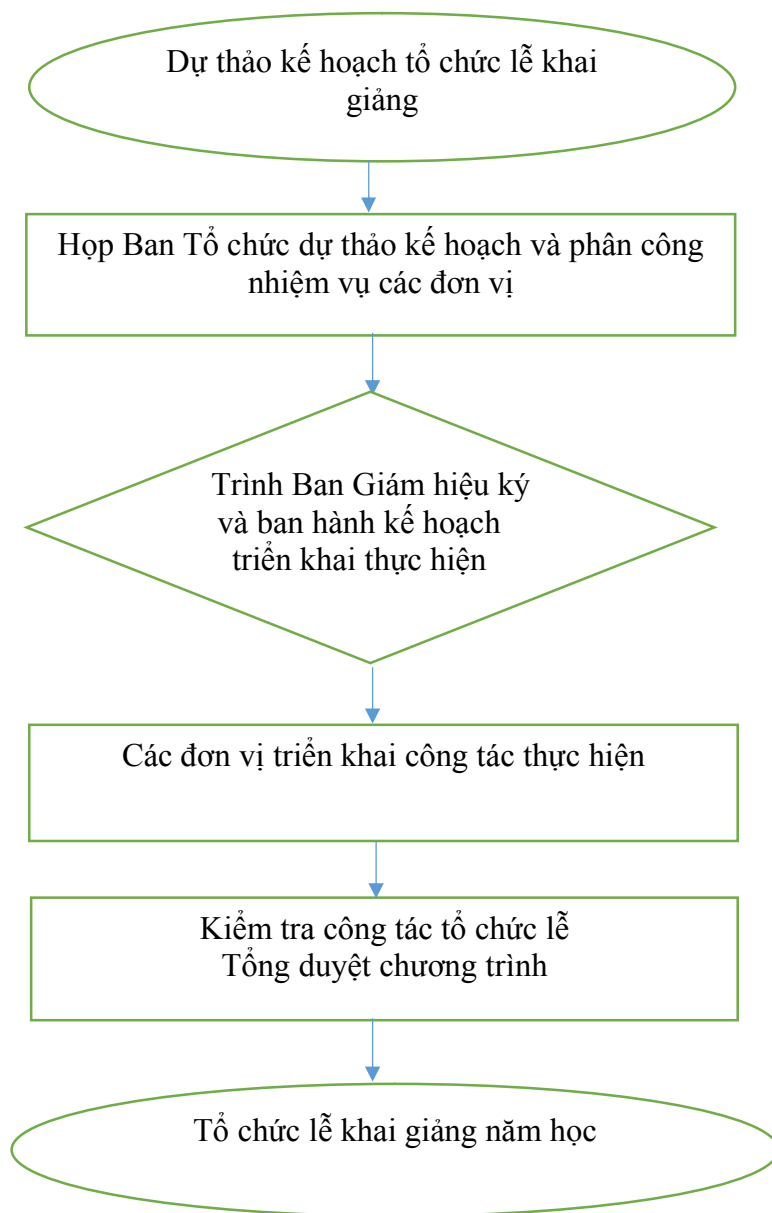 Dự thảo kế hoạch tổ chức lễ khai
giảng
Họp Ban Tổ chức dự thảo kế hoạch và phân công
nhiệm vụ các đơn vị
Trình Ban Giám hiệu ký
và ban hành kế hoạch
triển khai thực hiện
Các đơn vị triển khai công tác thực hiện
Kiểm tra công tác tổ chức lễ
Tổng duyệt chương trình
Tổ chức lễ khai giảng năm học